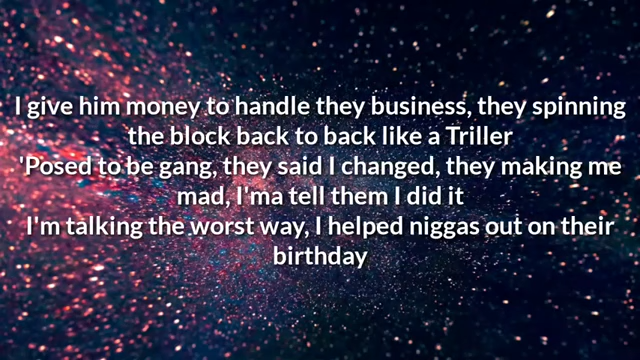 I give him money to handle they business, they spinning
the block back to back like a Triller
'Posed to be gang, they said I changed, they making me
mad, I'ma tell them I did it
I'm talking the worst way, I helped niggas out on their
birthday